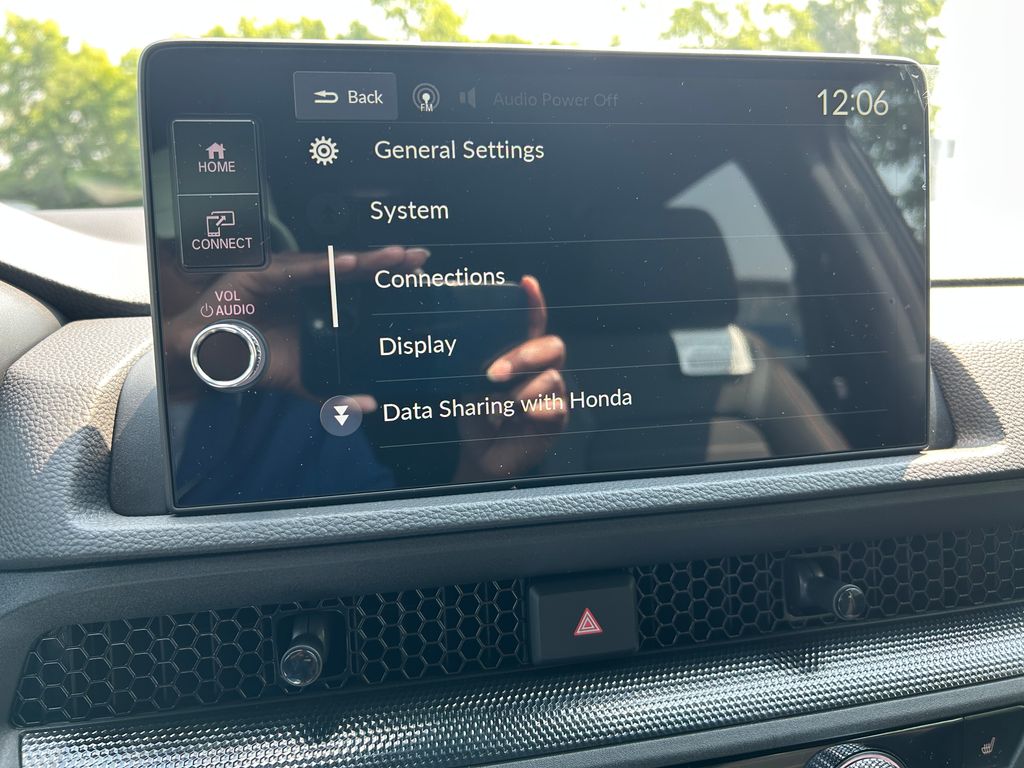 Back
FM
Audio Power Off
12:06
HOME
General Settings
System
CONNECT
Connections
VOL
AUDIO
Display
Data Sharing with Honda